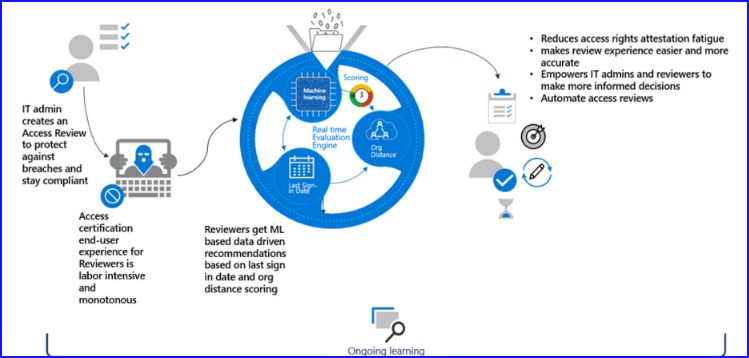 IT admin
creates an
Access Review
to protect
against
breaches and
stay compliant
Access
certification
end-user
experience for
Reviewers is
labor intensive
and
monotonous
Reviewers get ML
based data driven
recommendations
based on last sign
in date and org
distance scoring
Machine
learning
Scoring
3
Real time
Evaluation
Engine
Org
Distance
Last Sign-
in Date
• Reduces access rights attestation fatigue
• makes review experience easier and more
accurate
• Empowers IT admins and reviewers to
make more informed decisions
• Automate access reviews
Ongoing learning